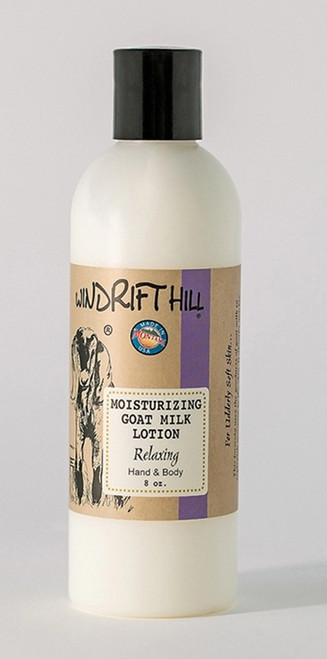 WINDRIFT HILL
®
MADE IN
MONTANA
USA
®
MOISTURIZING
GOAT MILK
LOTION
Relaxing
Hand & Body
8 oz.
For Udderly Soft Skin...